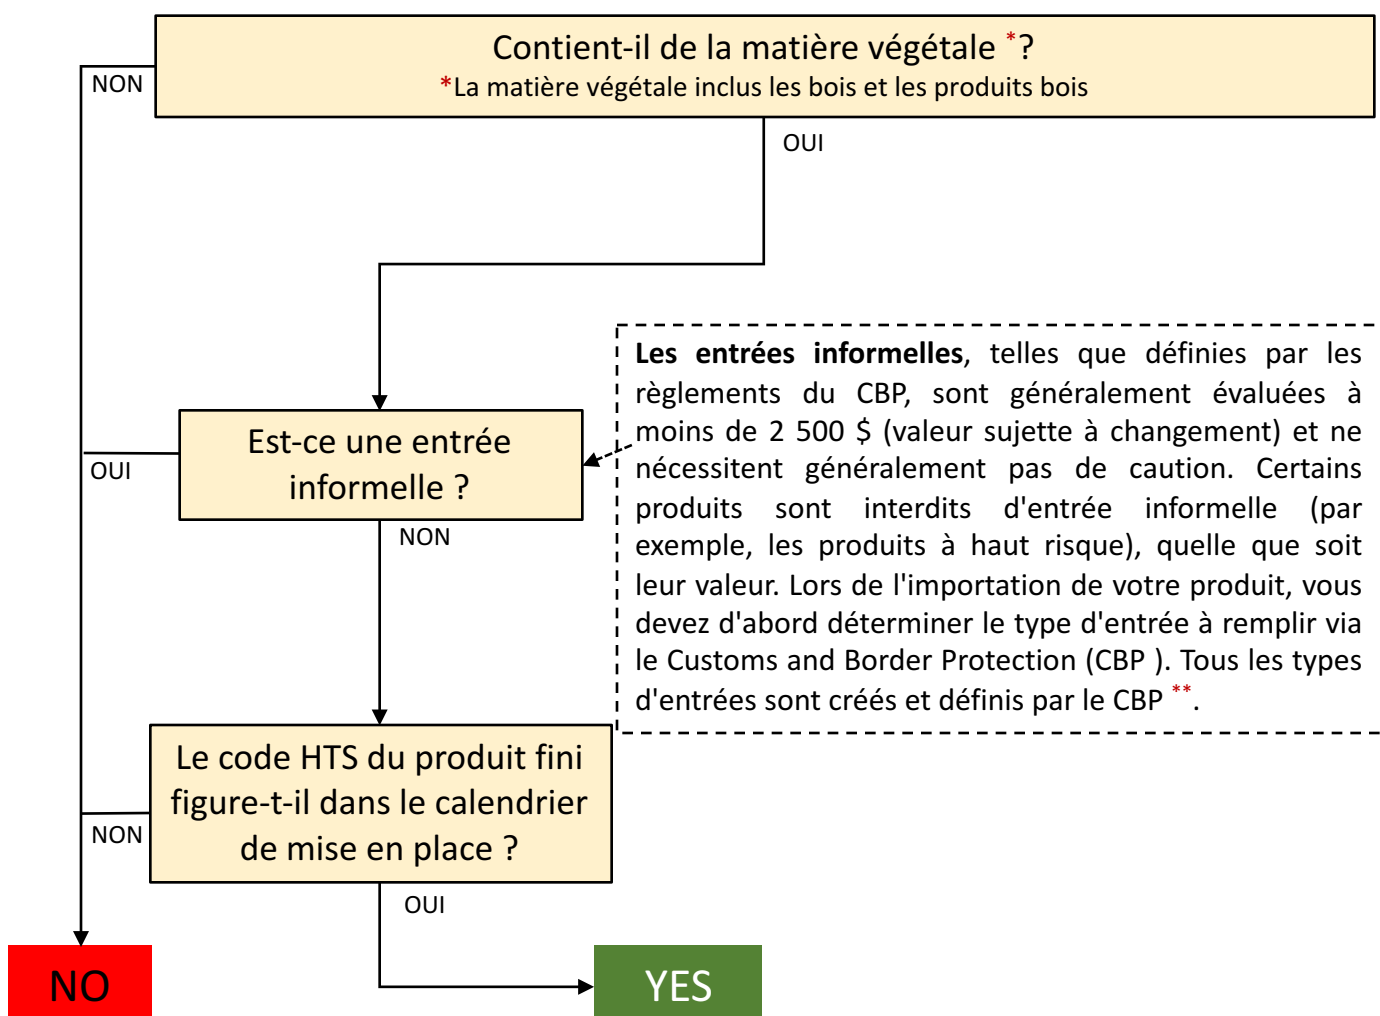 Contient-il de la matière végétale *?
*La matière végétale inclus les bois et les produits bois
NON
OUI
Les entrées informelles, telles que définies par les
règlements du CBP, sont généralement évaluées à
moins de 2 500 $ (valeur sujette à changement) et ne
nécessitent généralement pas de caution. Certains
produits sont interdits d'entrée informelle (par
exemple, les produits à haut risque), quelle que soit
leur valeur. Lors de l'importation de votre produit, vous
devez d'abord déterminer le type d'entrée à remplir via
le Customs and Border Protection (CBP ). Tous les types
d'entrées sont créés et définis par le CBP **.
Est-ce une entrée
informelle ?
OUI
NON
Le code HTS du produit fini
figure-t-il dans le calendrier
de mise en place ?
NON
OUI
NO
YES